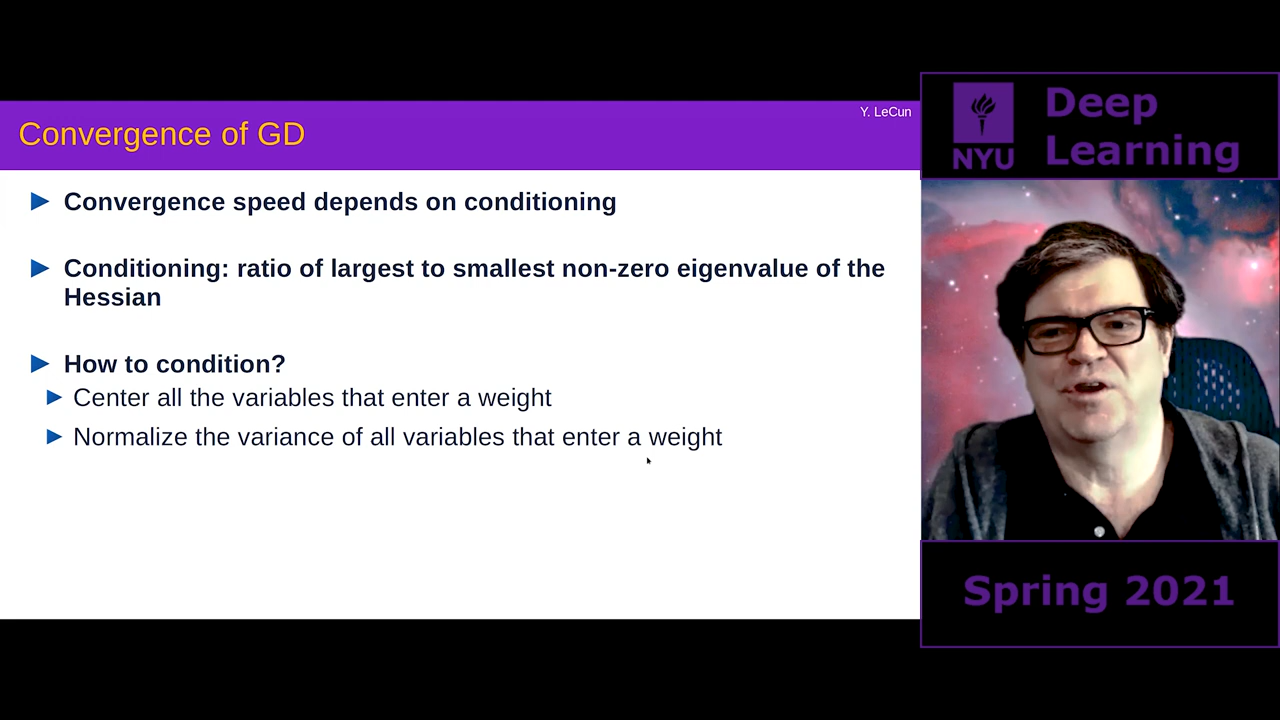 Y. LeCun
Convergence of GD
Convergence speed depends on conditioning
Conditioning: ratio of largest to smallest non-zero eigenvalue of the
Hessian
How to condition?
Center all the variables that enter a weight
Normalize the variance of all variables that enter a weight
NYU
Deep
Learning
Spring 2021